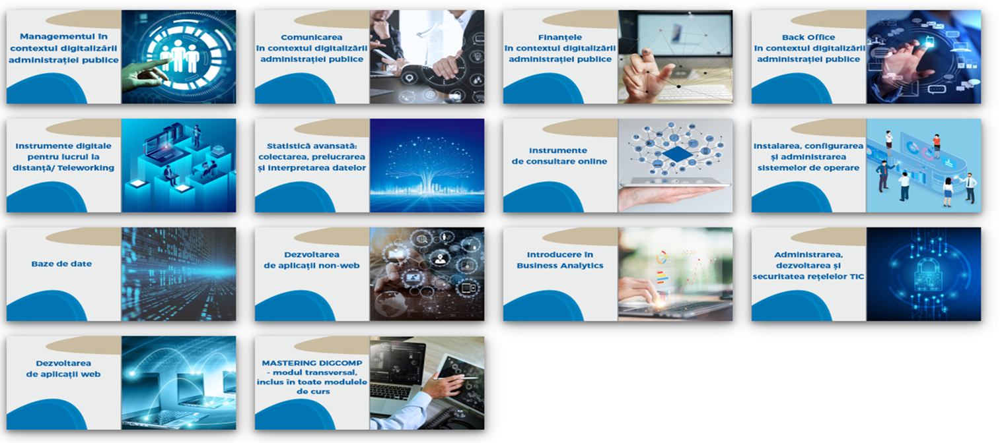 Managementul în
contextul digitalizării
administrației publice
Comunicarea
în contextul digitalizării
administrației publice
Finanțele
în contextul digitalizării
administrației publice
Back Office
în contextul digitalizării
administrației publice
Instrumente digitale
pentru lucrul la
distanță/ Teleworking
Statistică avansată:
colectarea, prelucrarea
și interpretarea datelor
Instrumente
de consultare online
Instalarea, configurarea
și administrarea
sistemelor de operare
Baze de date
Dezvoltarea
de aplicații non-web
Introducere în
Business Analytics
Administrarea,
dezvoltarea și
securitatea rețelelor TIC
Dezvoltarea
de aplicații web
MASTERING DIGCOMP
- modul transversal,
inclus în toate modulele
de curs